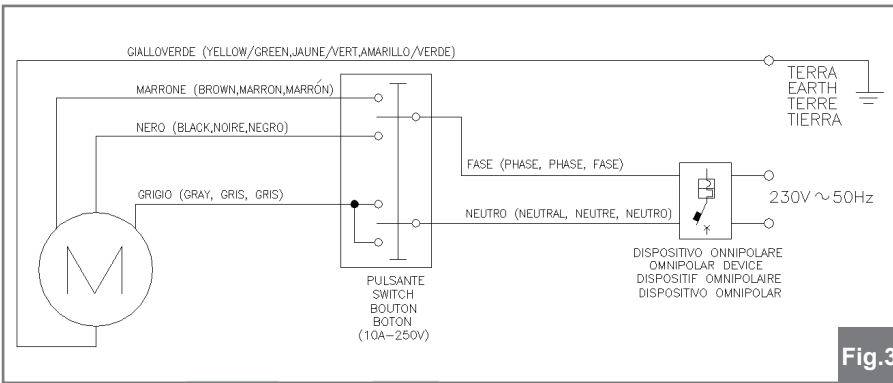 GIALLOVERDE (YELLOW/GREEN,JAUNE/VERT,AMARILLO/VERDE)
TERRA
EARTH
TERRE
TIERRA
MARRONE (BROWN,MARRON,MARRÓN)
NERO (BLACK,NOIRE,NEGRO)
FASE (PHASE, PHASE, FASE)
GRIGIO (GRAY, GRIS, GRIS)
230V ~ 50Hz
NEUTRO (NEUTRAL, NEUTRE, NEUTRO)
M
DISPOSITIVO ONNIPOLARE
OMNIPOLAR DEVICE
DISPOSITIF OMNIPOLAIRE
DISPOSITIVO OMNIPOLAR
PULSANTE
SWITCH
BOUTON
BOTON
(10A-250V)
Fig.3